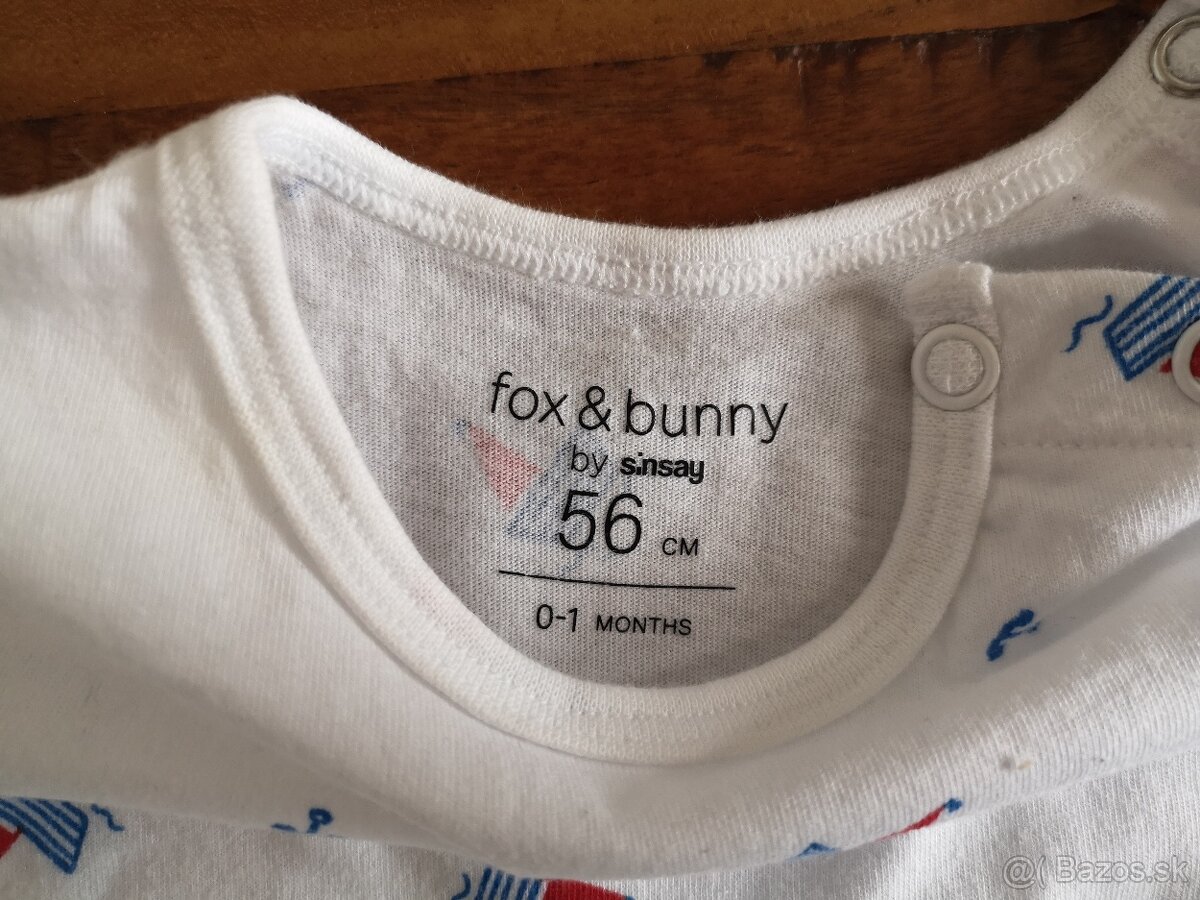 fox & bunny
by sinsay
56 CM
0-1 MONTHS
@( Bazos.sk